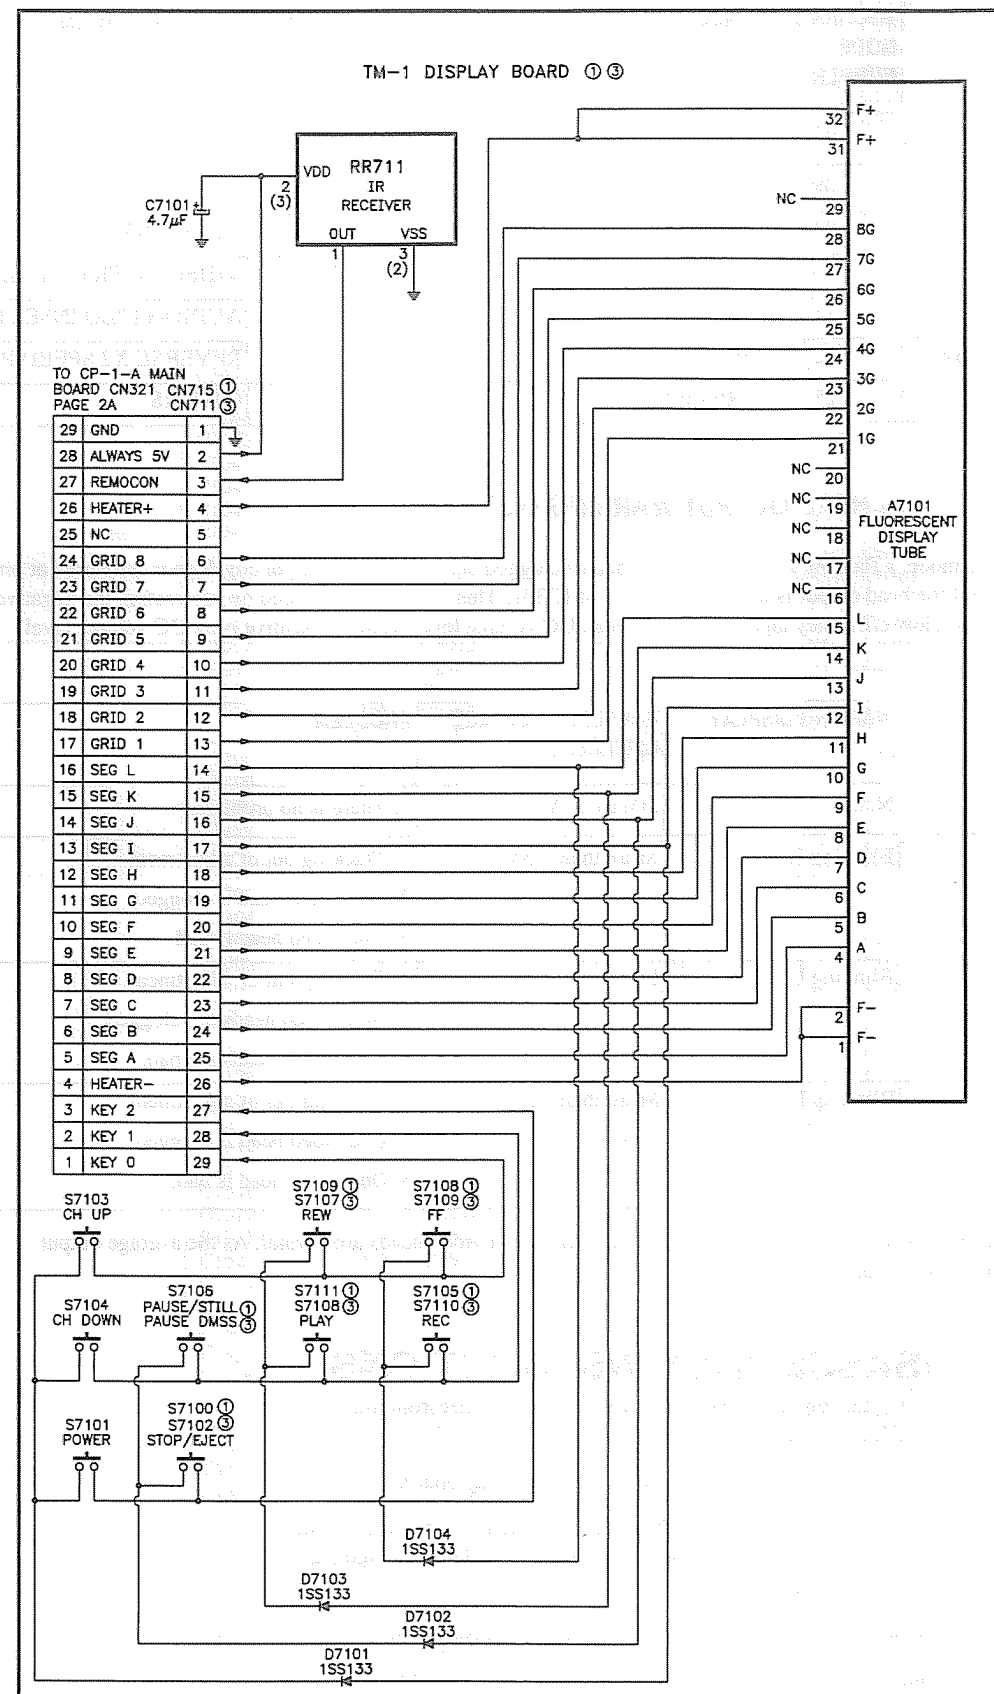 TM-1 DISPLAY BOARD ① ③
RR711
IR
RECEIVER
VDD
2
(3)
OUT
1
VSS
3
(2)
C7101 +
4.7µF
TO CP-1-A MAIN
BOARD CN321 CN715 ①
PAGE 2A CN711 ③
29 GND 1
28 ALWAYS 5V 2
27 REMOCON 3
26 HEATER+ 4
25 NC 5
24 GRID 8 6
23 GRID 7 7
22 GRID 6 8
21 GRID 5 9
20 GRID 4 10
19 GRID 3 11
18 GRID 2 12
17 GRID 1 13
16 SEG L 14
15 SEG K 15
14 SEG J 16
13 SEG I 17
12 SEG H 18
11 SEG G 19
10 SEG F 20
9 SEG E 21
8 SEG D 22
7 SEG C 23
6 SEG B 24
5 SEG A 25
4 HEATER- 26
3 KEY 2 27
2 KEY 1 28
1 KEY 0 29
32 F+
31 F+
NC 29
28 8G
27 7G
26 6G
25 5G
24 4G
23 3G
22 2G
21 1G
NC 20
NC 19
NC 18
NC 17
NC 16
15 L
14 K
13 J
12 I
11 H
10 G
9 F
8 E
7 D
6 C
5 B
4 A
2 F-
1 F-
A7101
FLUORESCENT
DISPLAY
TUBE
S7103
CH UP
S7109 ①
S7107 ③
REW
S7108 ①
S7109 ③
FF
S7104
CH DOWN
S7106
PAUSE/STILL ①
PAUSE DMSS ③
S7111 ①
S7108 ③
PLAY
S7105 ①
S7110 ③
REC
S7101
POWER
S7100 ①
S7102 ③
STOP/EJECT
D7104
1SS133
D7103
1SS133
D7102
1SS133
D7101
1SS133